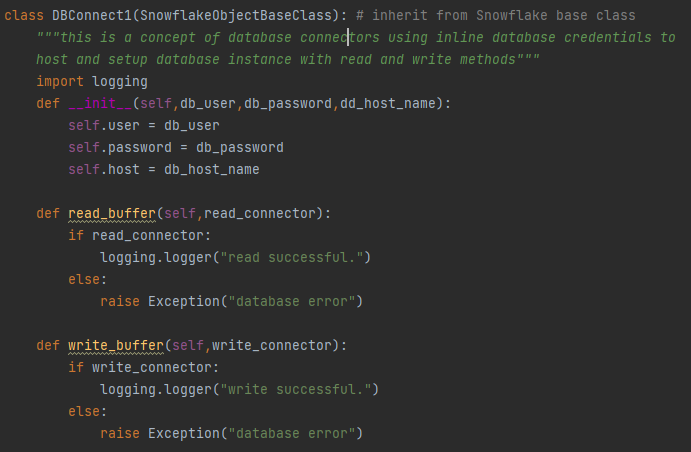 class DBConnect1(SnowflakeObjectBaseClass): # inherit from Snowflake base class
    """this is a concept of database connectors using inline database credentials to
    host and setup database instance with read and write methods"""
    import logging
    def __init__(self,db_user,db_password,dd_host_name):
        self.user = db_user
        self.password = db_password
        self.host = db_host_name

    def read_buffer(self,read_connector):
        if read_connector:
            logging.logger("read successful.")
        else:
            raise Exception("database error")

    def write_buffer(self,write_connector):
        if write_connector:
            logging.logger("write successful.")
        else:
            raise Exception("database error")